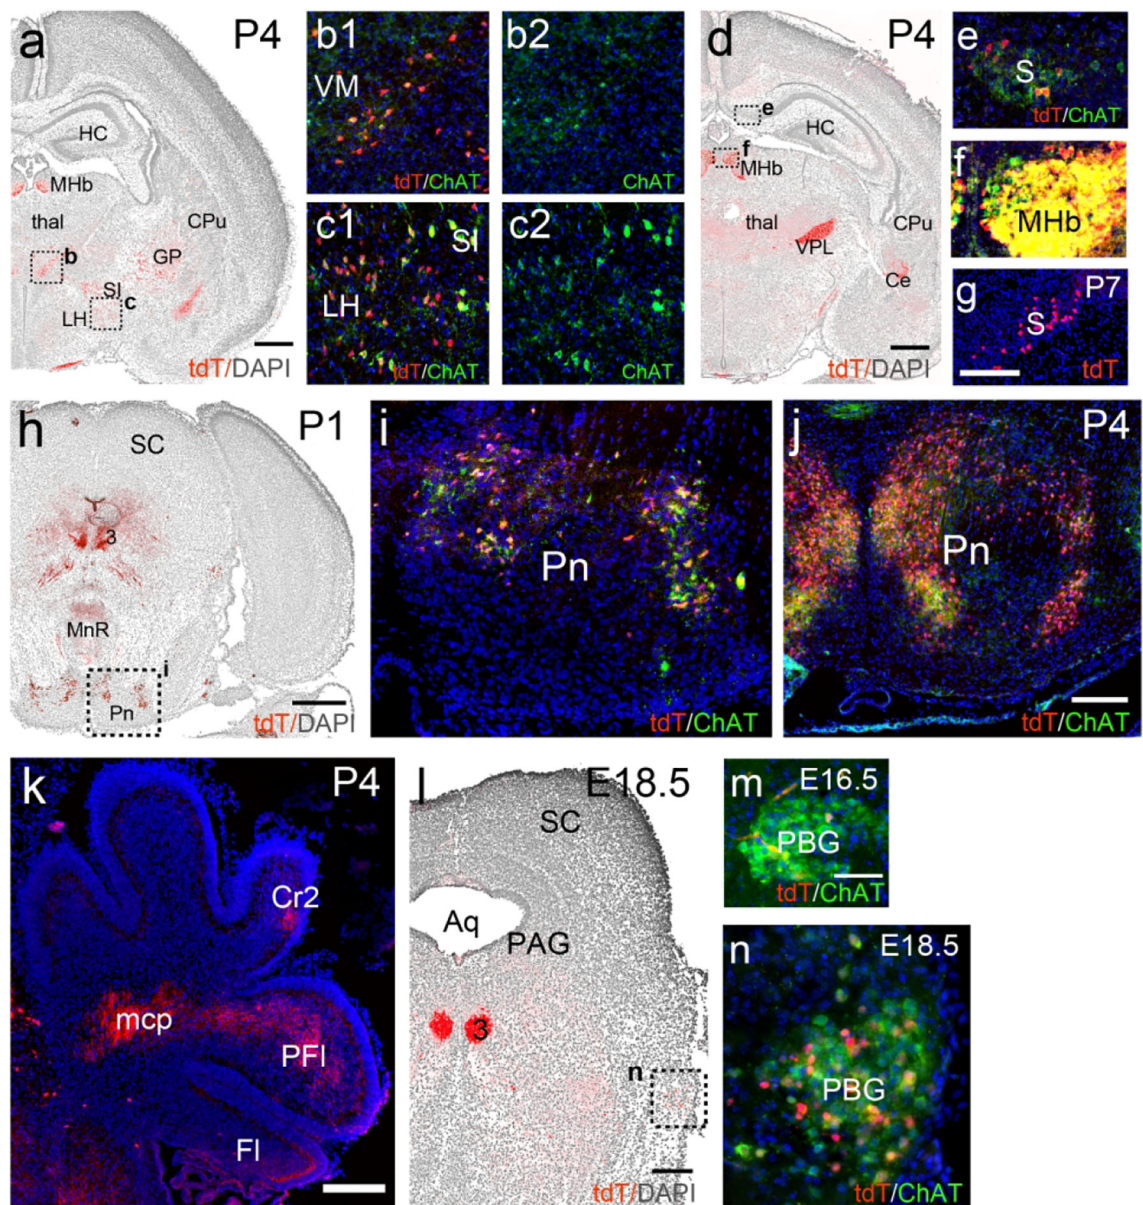 a P4
HC
MHb
thal
CPu
b
GP
SI
c
LH
tdT/DAPI
b1
VM
tdT/ChAT
b2
ChAT
c1
SI
LH
tdT/ChAT
c2
ChAT
d P4
e
HC
f
MHb
thal
CPu
VPL
Ce
tdT/DAPI
e
S
tdT/ChAT
f
MHb
g P7
S
tdT
h P1
SC
3
MnR
i
Pn
tdT/DAPI
i
Pn
tdT/ChAT
j P4
Pn
tdT/ChAT
k P4
Cr2
mcp
PFl
Fl
l E18.5
SC
Aq
PAG
3
n
tdT/DAPI
m E16.5
PBG
tdT/ChAT
n E18.5
PBG
tdT/ChAT